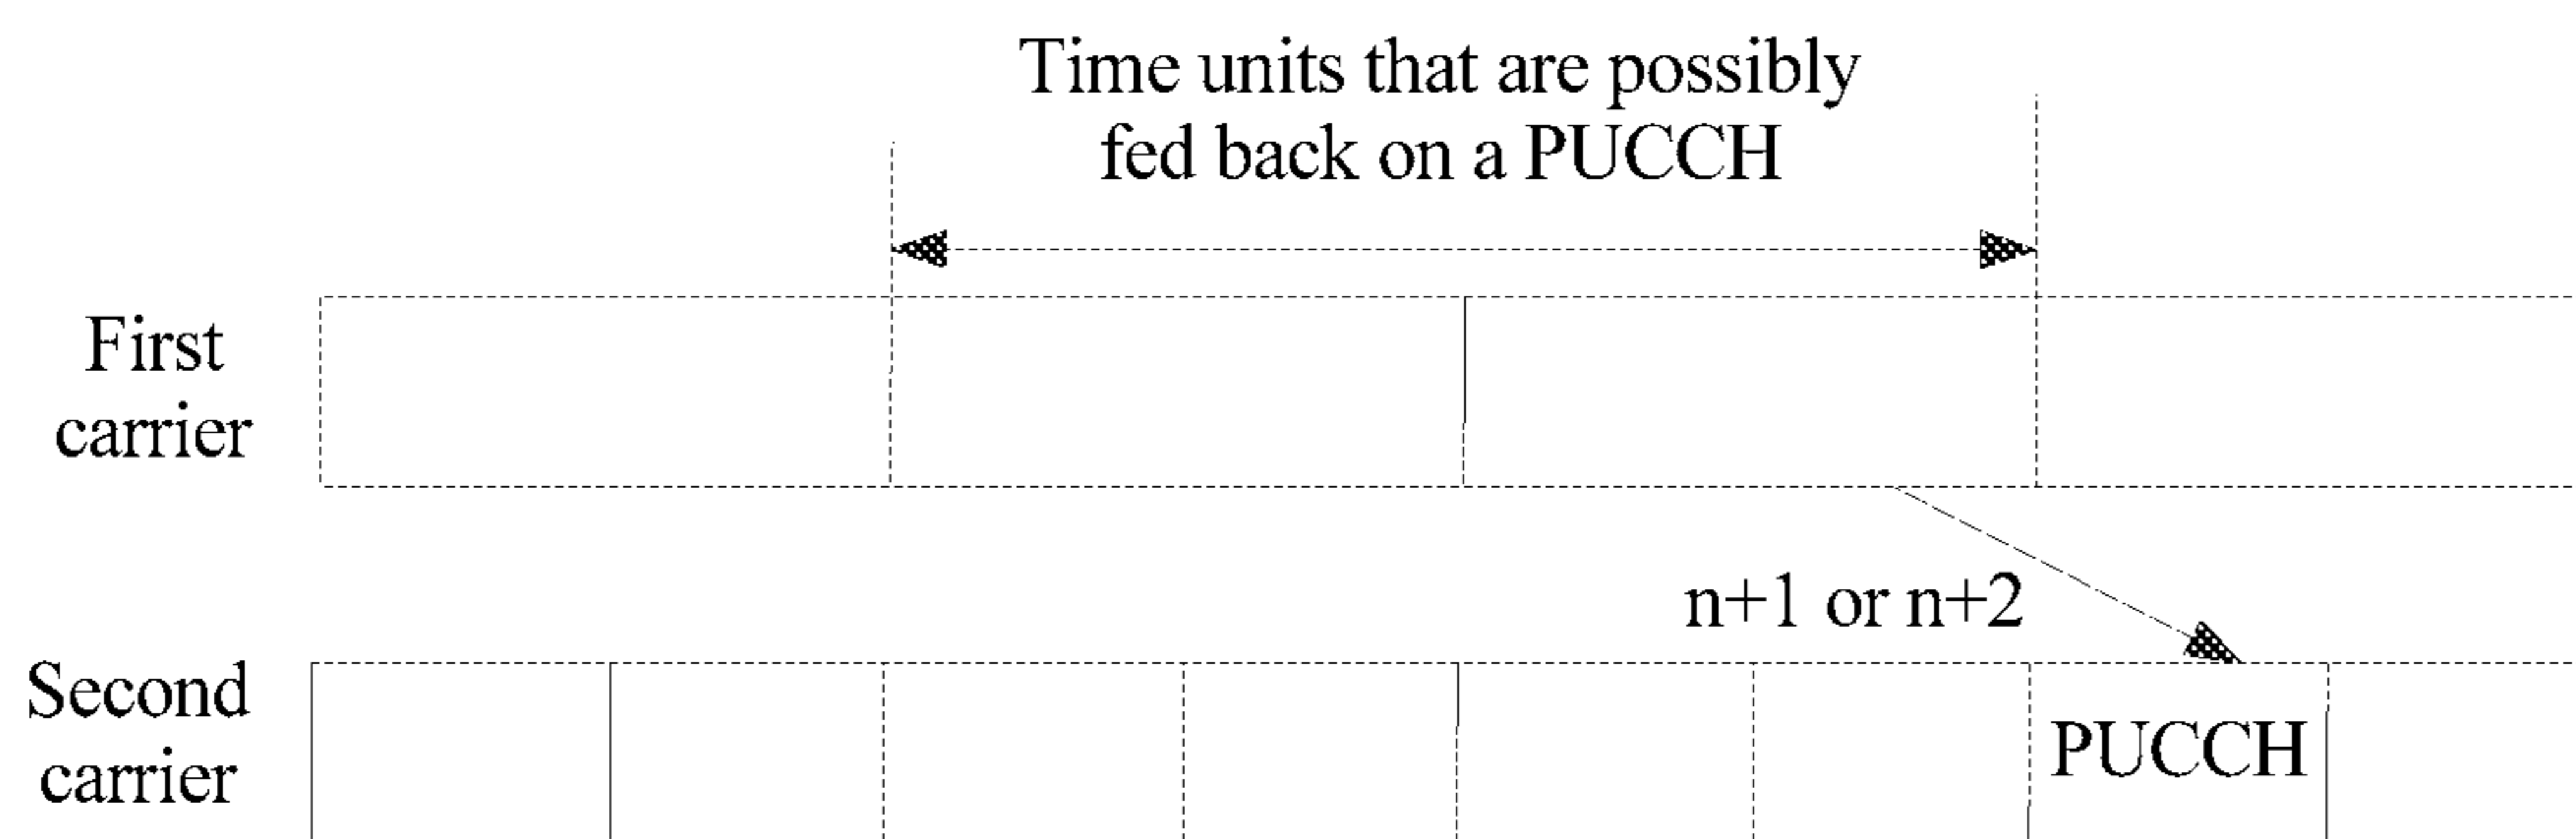 Time units that are possibly
fed back on a PUCCH
First
carrier
n+1 or n+2
Second
carrier
PUCCH